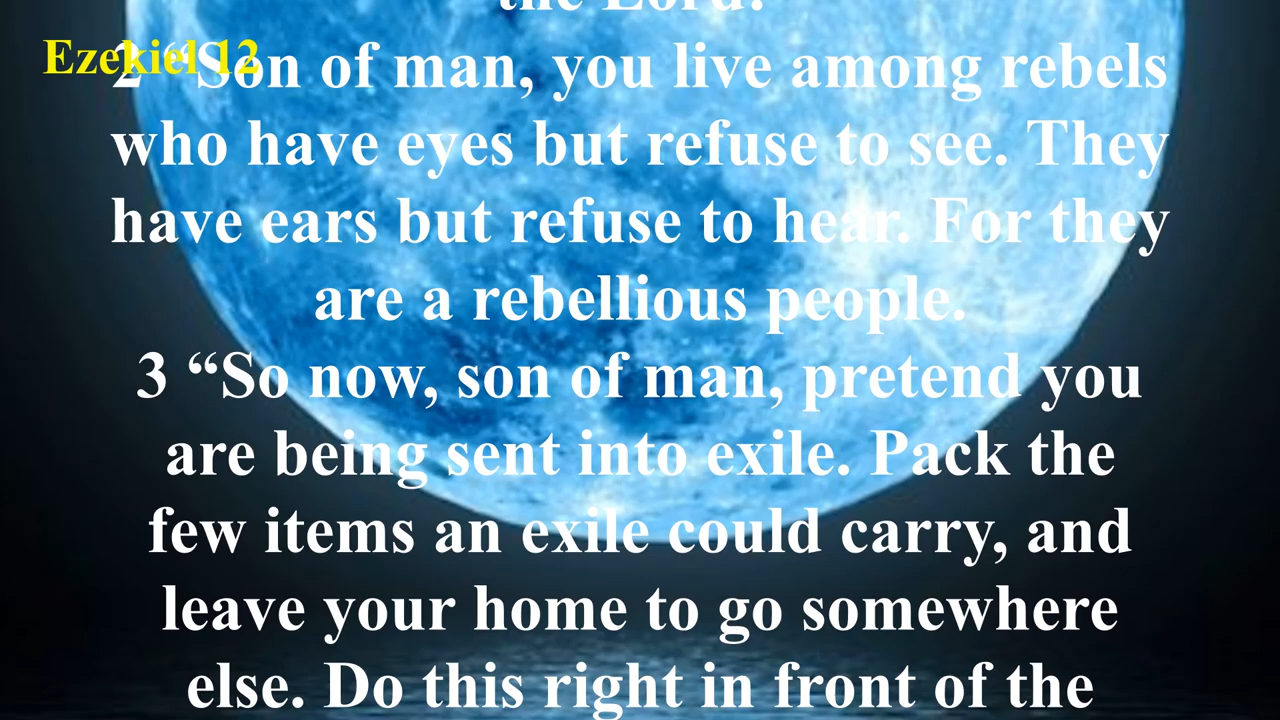 the Lord:
Ezekiel 12
2 “Son of man, you live among rebels
who have eyes but refuse to see. They
have ears but refuse to hear. For they
are a rebellious people.
3 “So now, son of man, pretend you
are being sent into exile. Pack the
few items an exile could carry, and
leave your home to go somewhere
else. Do this right in front of the